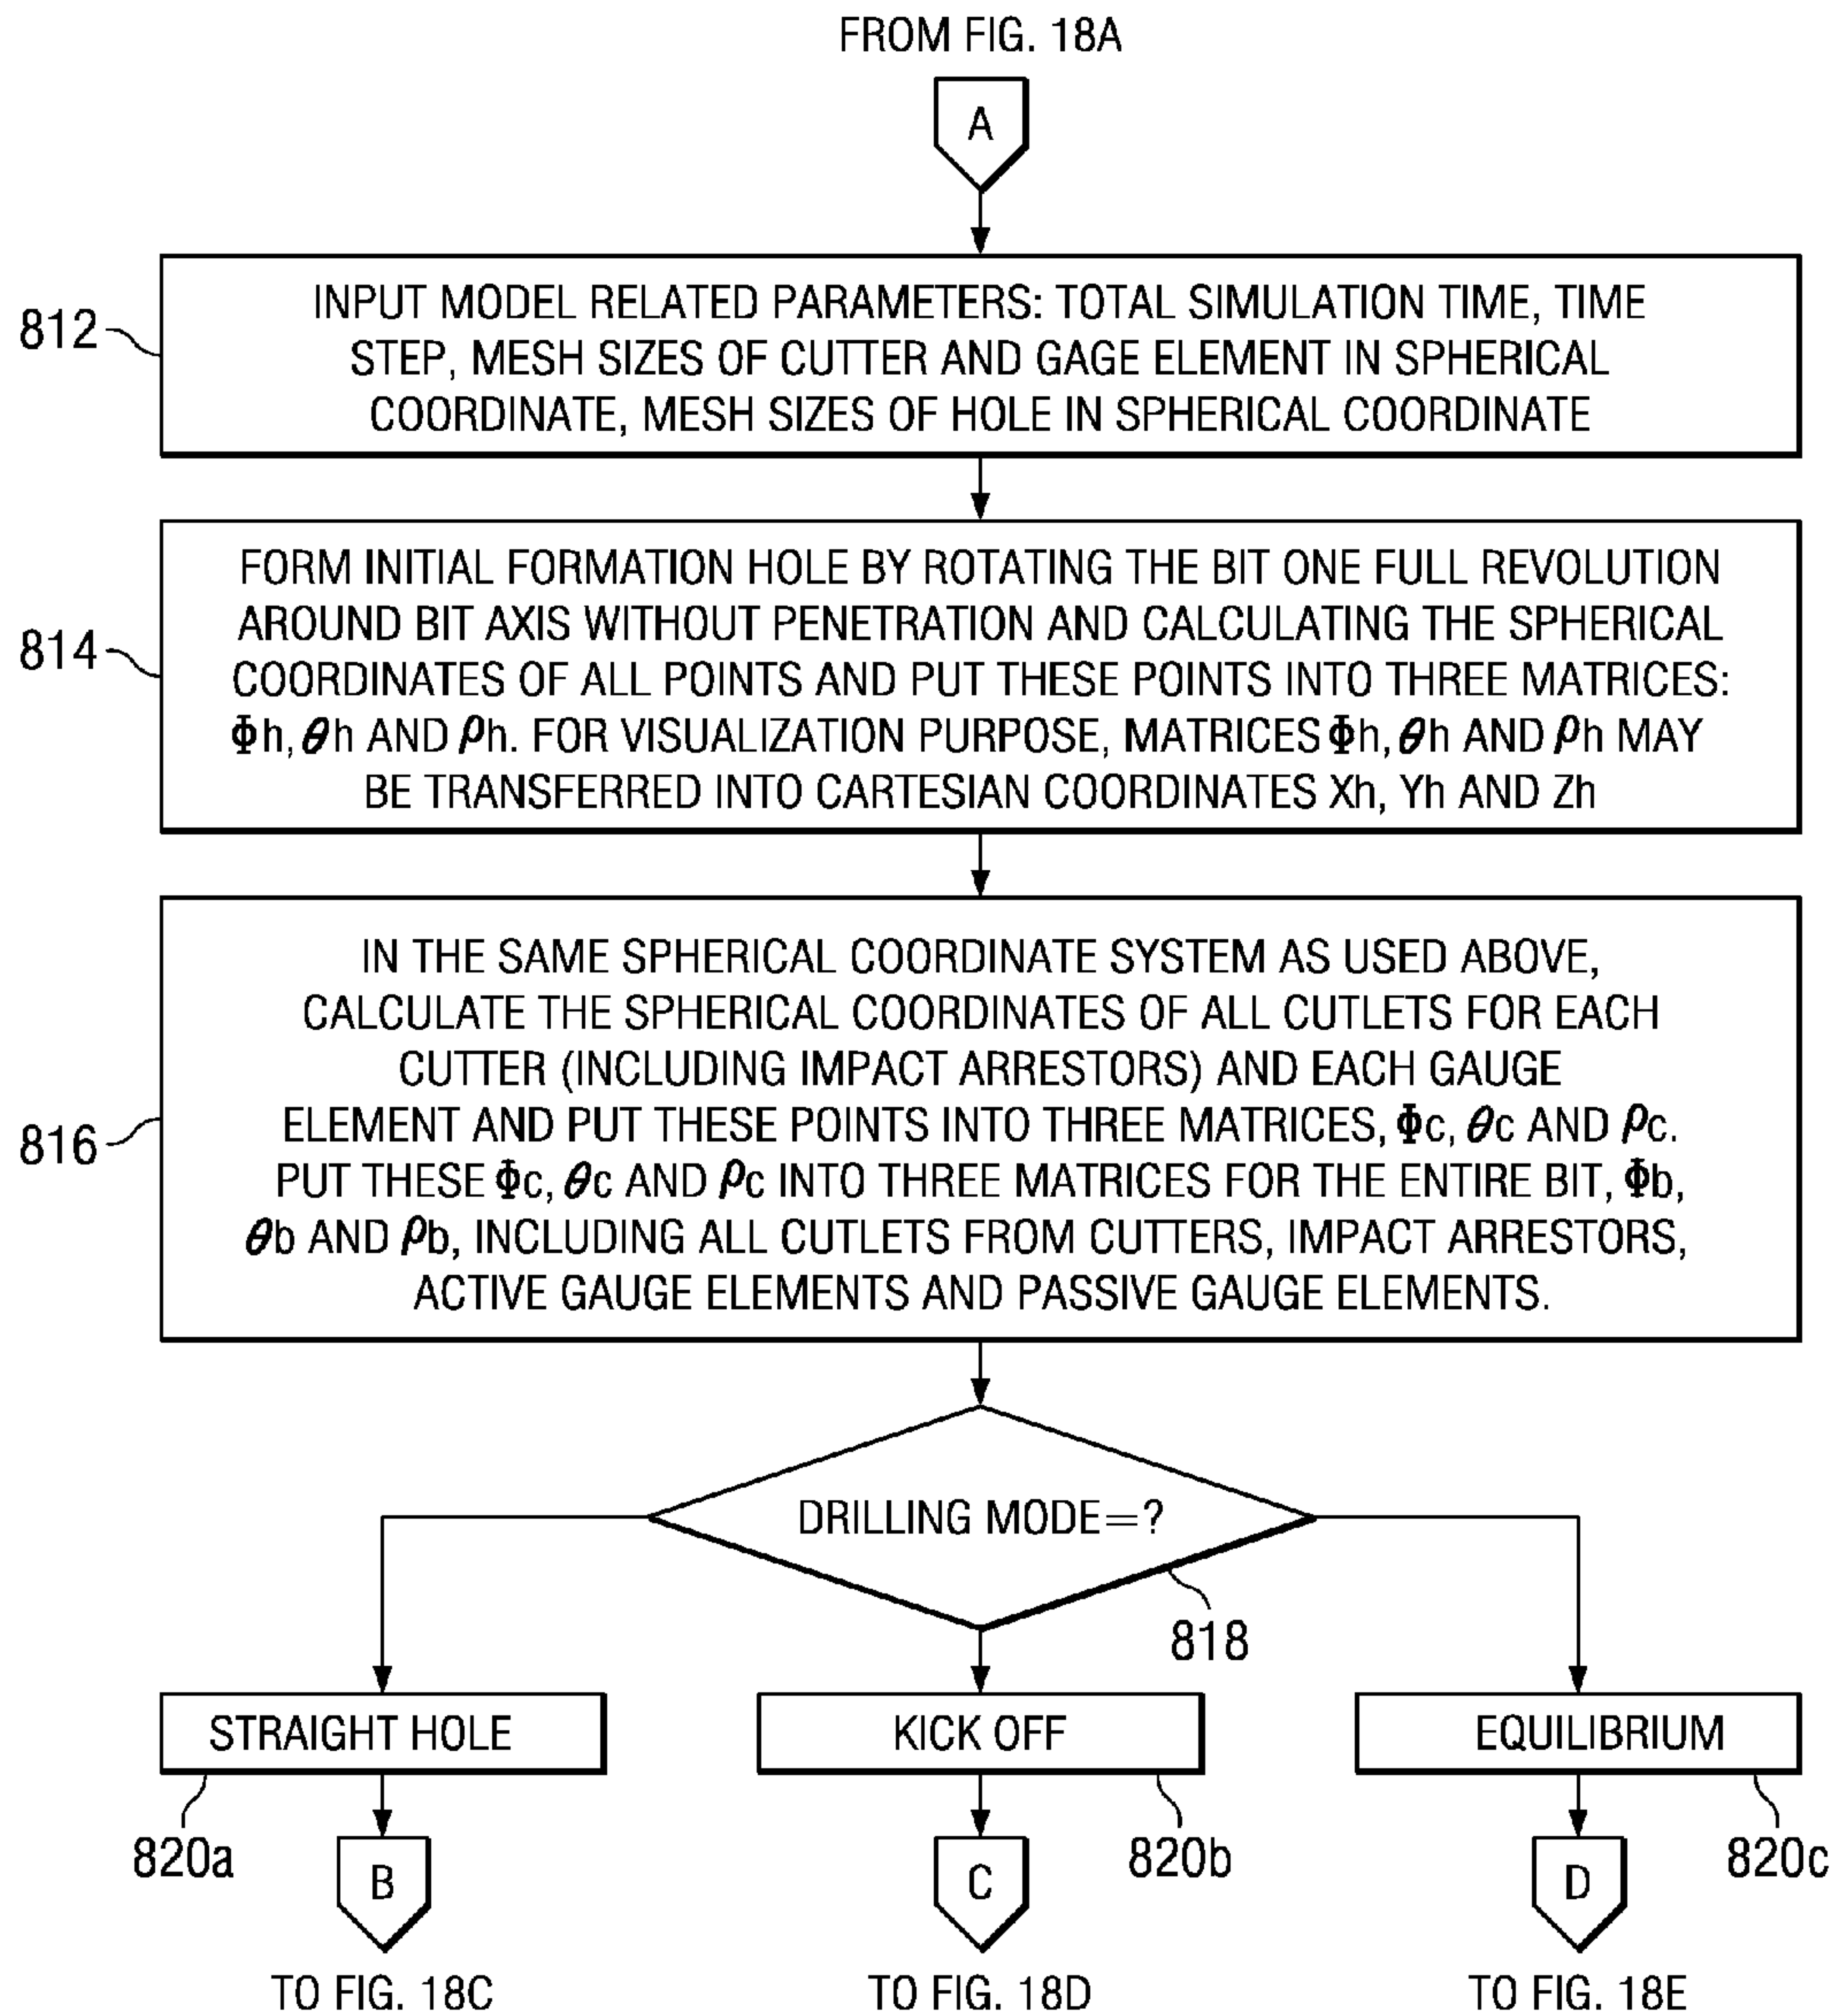 FROM FIG. 18A
A
812
INPUT MODEL RELATED PARAMETERS: TOTAL SIMULATION TIME, TIME
STEP, MESH SIZES OF CUTTER AND GAGE ELEMENT IN SPHERICAL
COORDINATE, MESH SIZES OF HOLE IN SPHERICAL COORDINATE
814
FORM INITIAL FORMATION HOLE BY ROTATING THE BIT ONE FULL REVOLUTION
AROUND BIT AXIS WITHOUT PENETRATION AND CALCULATING THE SPHERICAL
COORDINATES OF ALL POINTS AND PUT THESE POINTS INTO THREE MATRICES:
Φh, θh AND ρh. FOR VISUALIZATION PURPOSE, MATRICES Φh, θh AND ρh MAY
BE TRANSFERRED INTO CARTESIAN COORDINATES Xh, Yh AND Zh
816
IN THE SAME SPHERICAL COORDINATE SYSTEM AS USED ABOVE,
CALCULATE THE SPHERICAL COORDINATES OF ALL CUTLETS FOR EACH
CUTTER (INCLUDING IMPACT ARRESTORS) AND EACH GAUGE
ELEMENT AND PUT THESE POINTS INTO THREE MATRICES, Φc, θc AND ρc.
PUT THESE Φc, θc AND ρc INTO THREE MATRICES FOR THE ENTIRE BIT, Φb,
θb AND ρb, INCLUDING ALL CUTLETS FROM CUTTERS, IMPACT ARRESTORS,
ACTIVE GAUGE ELEMENTS AND PASSIVE GAUGE ELEMENTS.
DRILLING MODE=?
818
STRAIGHT HOLE
KICK OFF
EQUILIBRIUM
820a
820b
820c
B
C
D
TO FIG. 18C
TO FIG. 18D
TO FIG. 18E